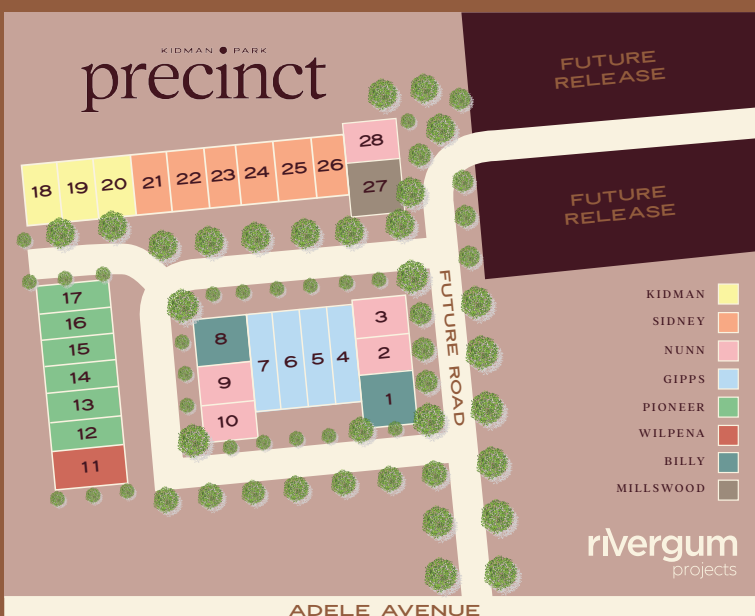 KIDMAN ● PARK
precinct
FUTURE
RELEASE
28
27
26
25
24
23
22
21
20
19
18
FUTURE
RELEASE
17
16
15
14
13
12
11
8
9
10
7
6
5
4
3
2
1
FUTURE ROAD
KIDMAN
SIDNEY
NUNN
GIPPS
PIONEER
WILPENA
BILLY
MILLSWOOD
rivergum
projects
ADELE AVENUE